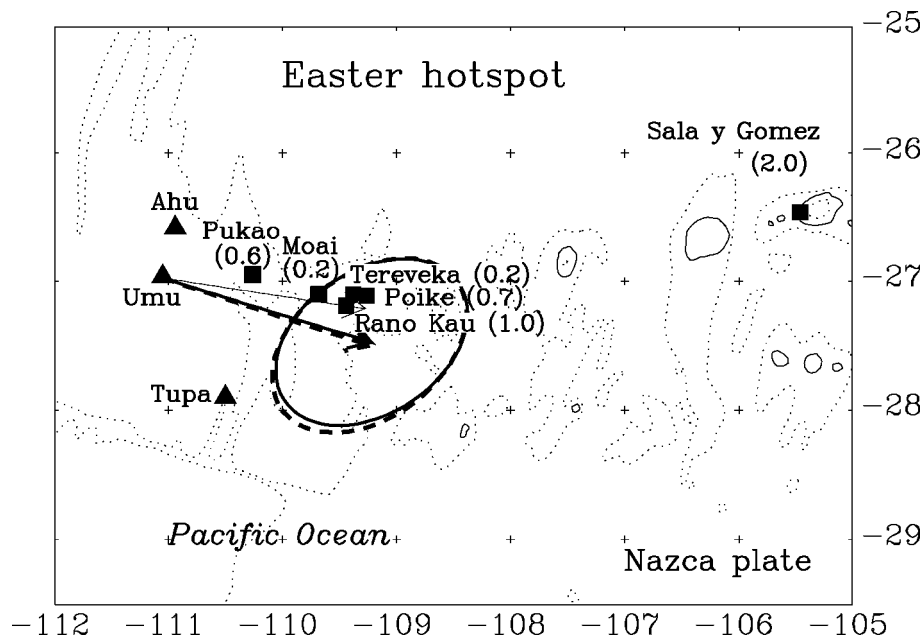 Easter hotspot
Sala y Gomez
(2.0)
Ahu
Pukao
(0.6)
Moai
(0.2)
Tereveka (0.2)
Poike (0.7)
Rano Kau (1.0)
Umu
Tupa
Pacific Ocean
Nazca plate
-25
-26
-27
-28
-29
-112
-111
-110
-109
-108
-107
-106
-105